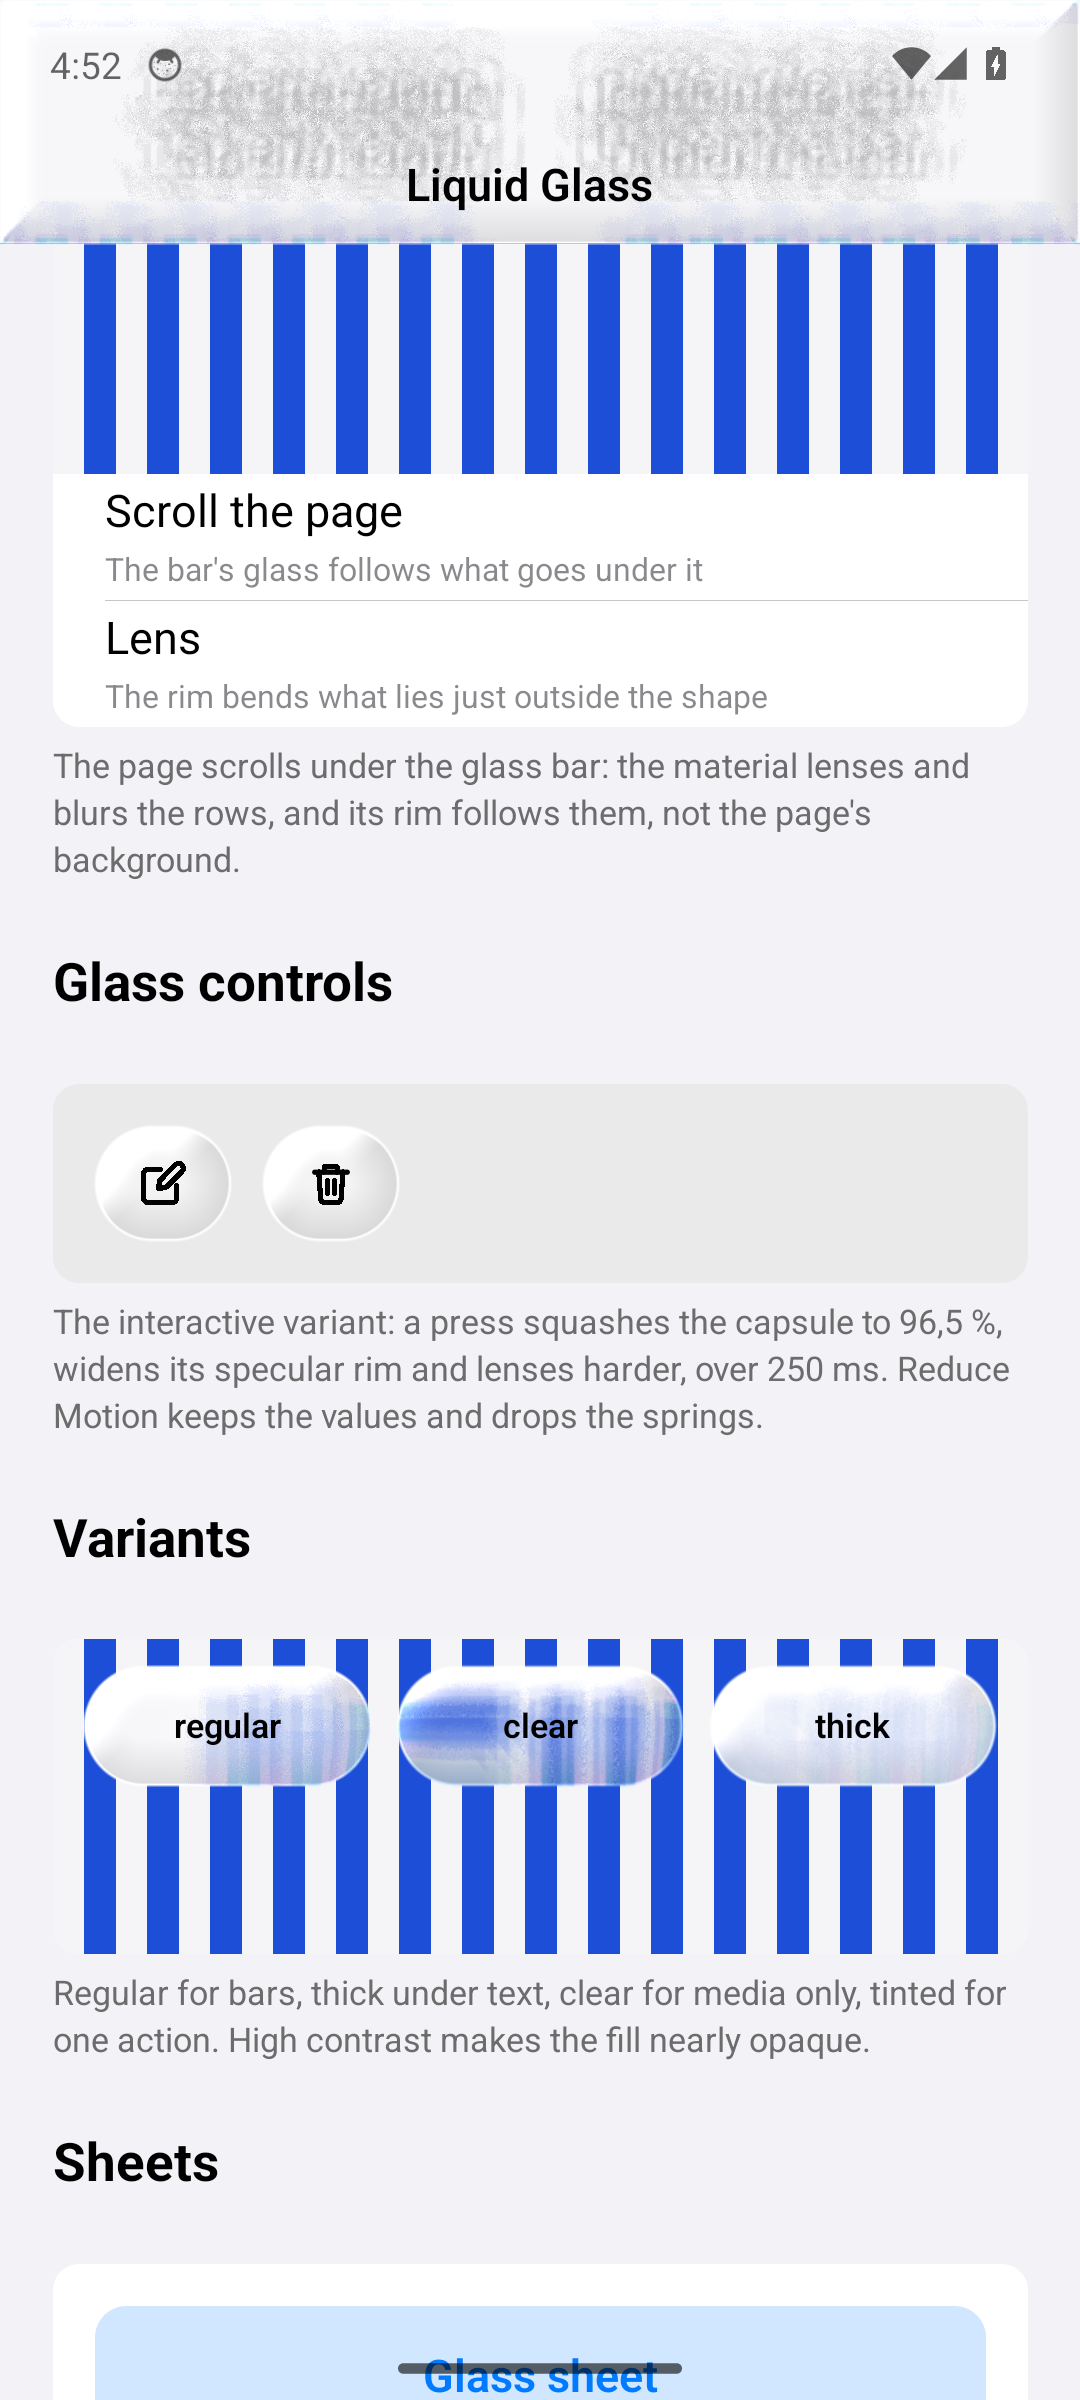 4:52
Liquid Glass
Scroll the page
The bar's glass follows what goes under it
Lens
The rim bends what lies just outside the shape
The page scrolls under the glass bar: the material lenses and
blurs the rows, and its rim follows them, not the page's
background.
Glass controls
The interactive variant: a press squashes the capsule to 96,5 %,
widens its specular rim and lenses harder, over 250 ms. Reduce
Motion keeps the values and drops the springs.
Variants
regular
clear
thick
Regular for bars, thick under text, clear for media only, tinted for
one action. High contrast makes the fill nearly opaque.
Sheets
Glass sheet